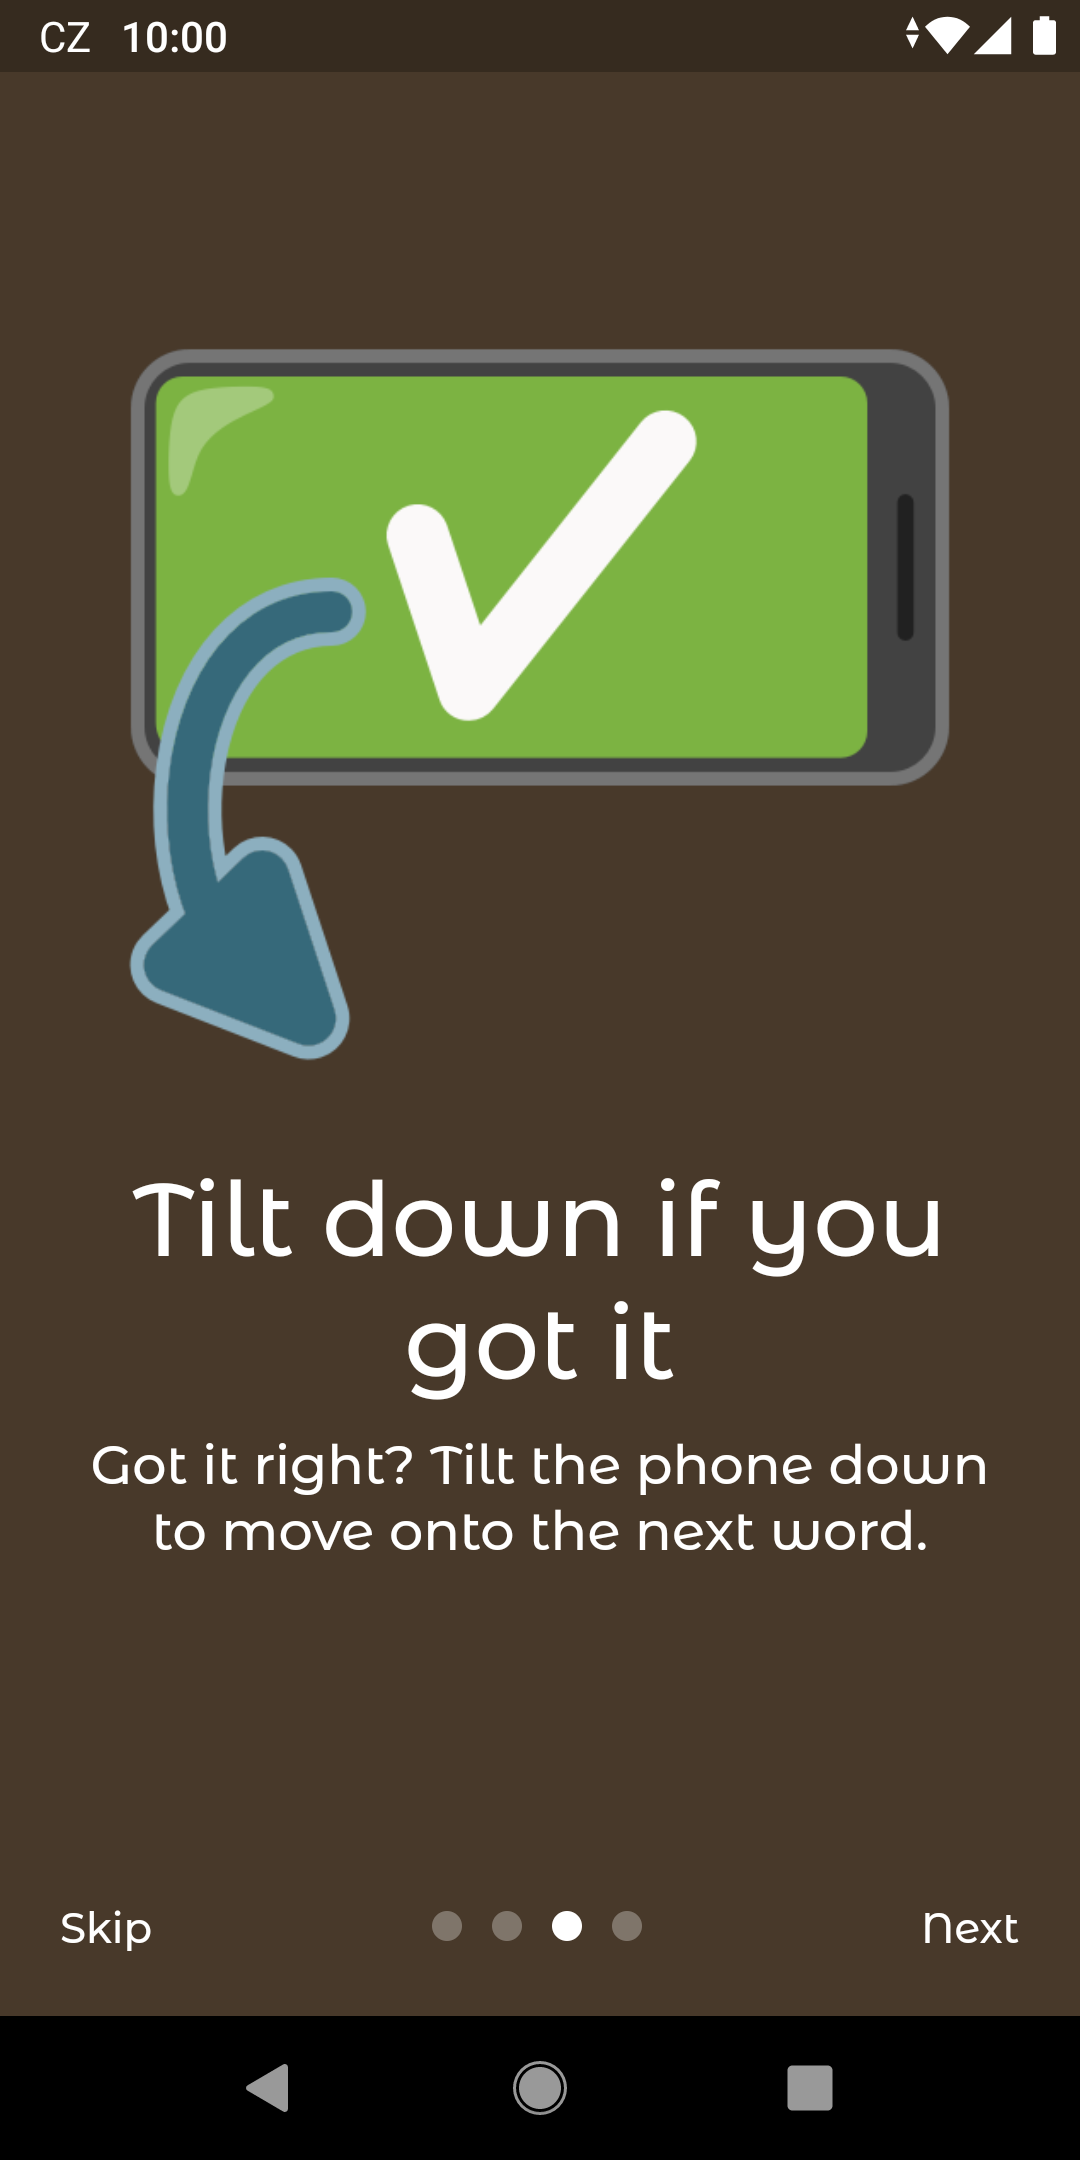 CZ 10:00
Tilt down if you
got it
Got it right? Tilt the phone down
to move onto the next word.
Skip
Next